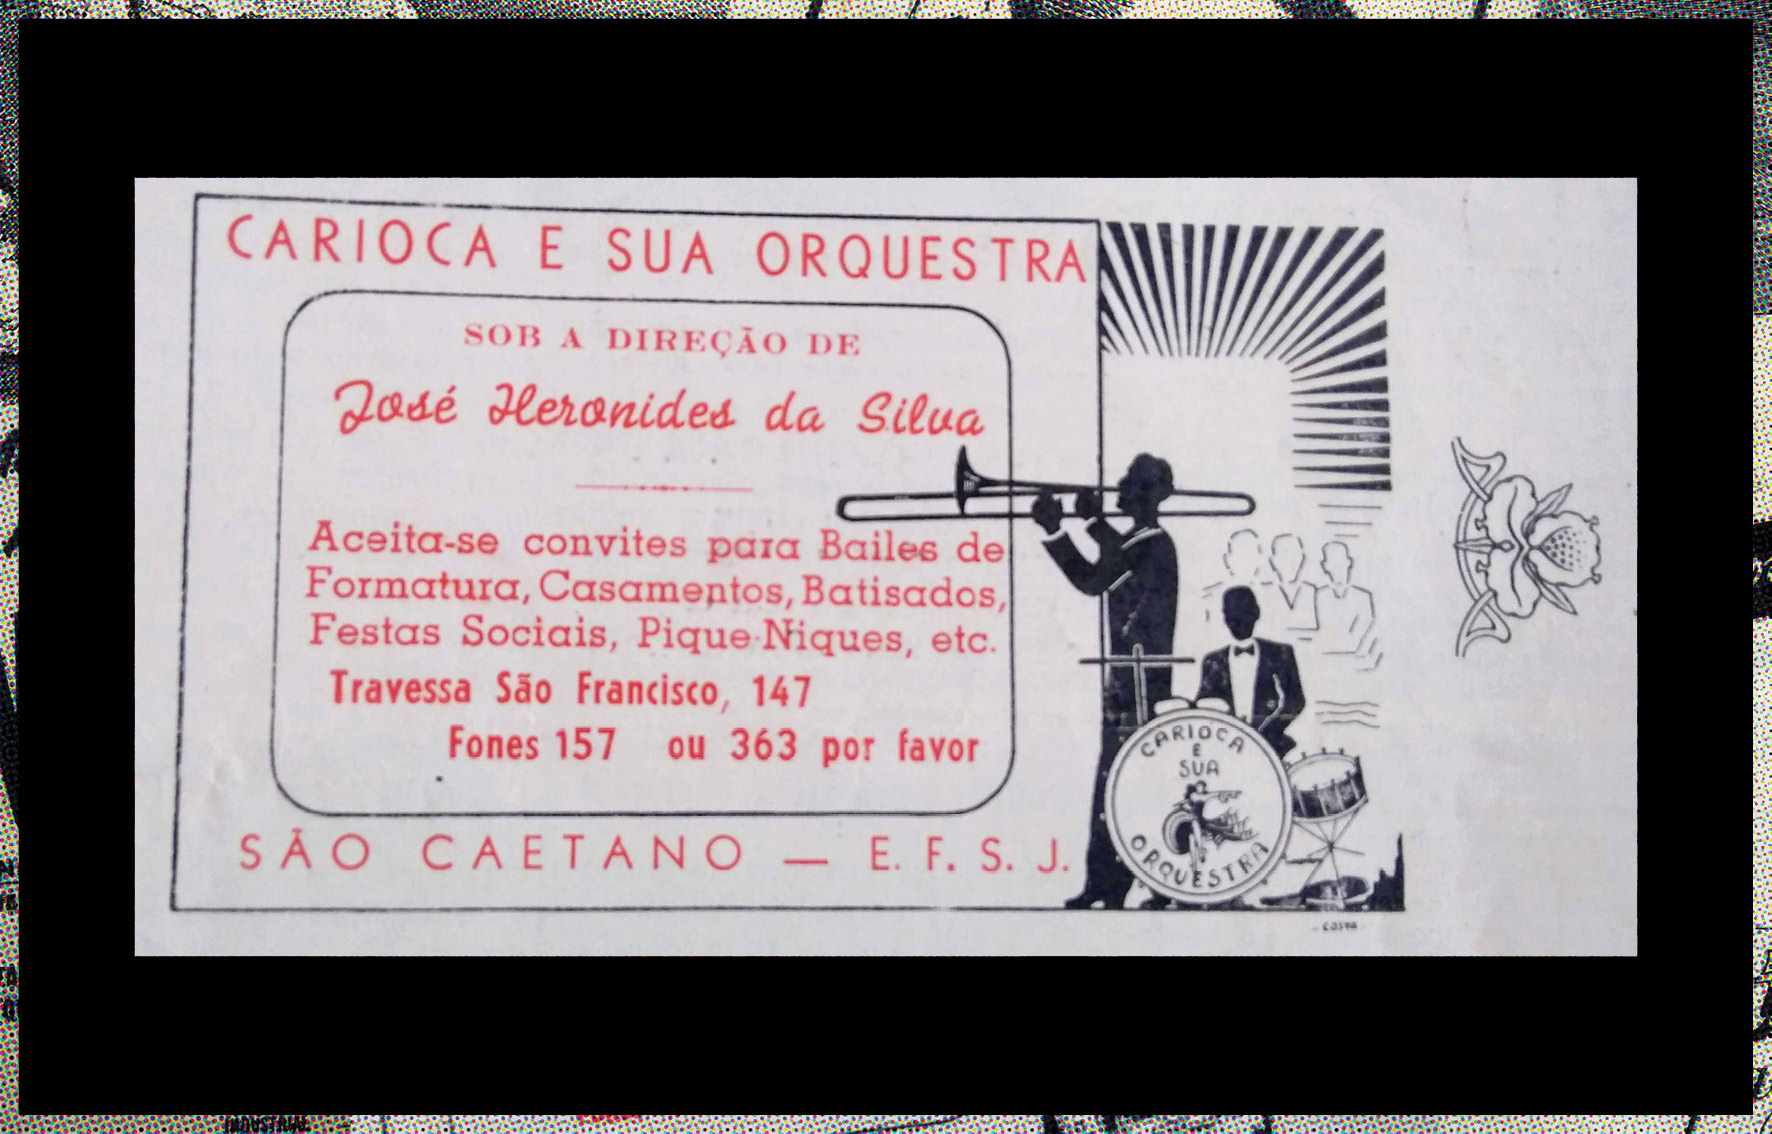 CARIOCA E SUA ORQUESTRA
SOB A DIREÇÃO DE
José Heronides da Silva
Aceita-se convites para Bailes de
Formatura, Casamentos, Batisados,
Festas Sociais, Pique-Niques, etc.
Travessa São Francisco, 147
Fones 157 ou 363 por favor
SÃO CAETANO — E. F. S. J.
CARIOCA
E
SUA
ORQUESTRA
COSTA
INDUSTRIAL